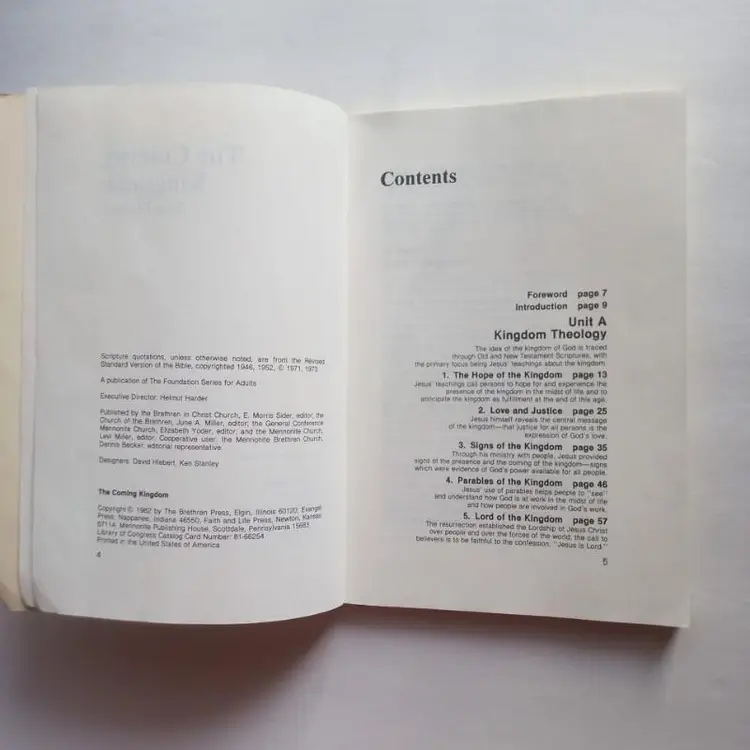 Scripture quotations, unless otherwise noted, are from the Revised
Standard Version of the Bible, copyrighted 1946, 1952, © 1971, 1973
A publication of the Foundation Series for Adults
Executive Director: Helmut Harder
Published by the Brethren in Christ Church, E. Morris Sider, editor; the
Church of the Brethren, June A. Miller, editor; the General Conference
Mennonite Church, Elizabeth Yoder, editor; and the Mennonite Church,
Levi Miller, editor. Cooperative user, the Mennonite Brethren Church,
Dennis Becker, editorial representative.
Designers: David Hiebert, Ken Stanley
The Coming Kingdom
Copyright © 1982 by The Brethren Press, Elgin, Illinois 60120; Evangel
Press, Nappanee, Indiana 46550; Faith and Life Press, Newton, Kansas
67114; Mennonite Publishing House, Scottdale, Pennsylvania 15683.
Library of Congress Catalog Card Number: 81-66254
Printed in the United States of America
4
Contents
Foreword page 7
Introduction page 9
Unit A
Kingdom Theology
The idea of the kingdom of God is traced
through Old and New Testament Scriptures, with
the primary focus being Jesus' teachings about the kingdom.
1. The Hope of the Kingdom page 13
Jesus' teachings call persons to hope for and experience the
presence of the kingdom in the midst of life and to
anticipate its fulfillment at the end of this age.
2. Love and Justice page 25
Jesus himself reveals the central message
of the kingdom—that justice for all persons is the
expression of God's love.
3. Signs of the Kingdom page 35
Through his ministry with people, Jesus provided
signs of the presence and the coming of the kingdom—signs
which were evidence of God's power available for all people.
4. Parables of the Kingdom page 46
Jesus' use of parables helps people to "see"
and understand how God is at work in the midst of life
and how people are involved in God's work.
5. Lord of the Kingdom page 57
The resurrection established the Lordship of Jesus Christ
over people and over the forces of the world; the call to
believers is to be faithful to the confession, "Jesus is Lord."
5